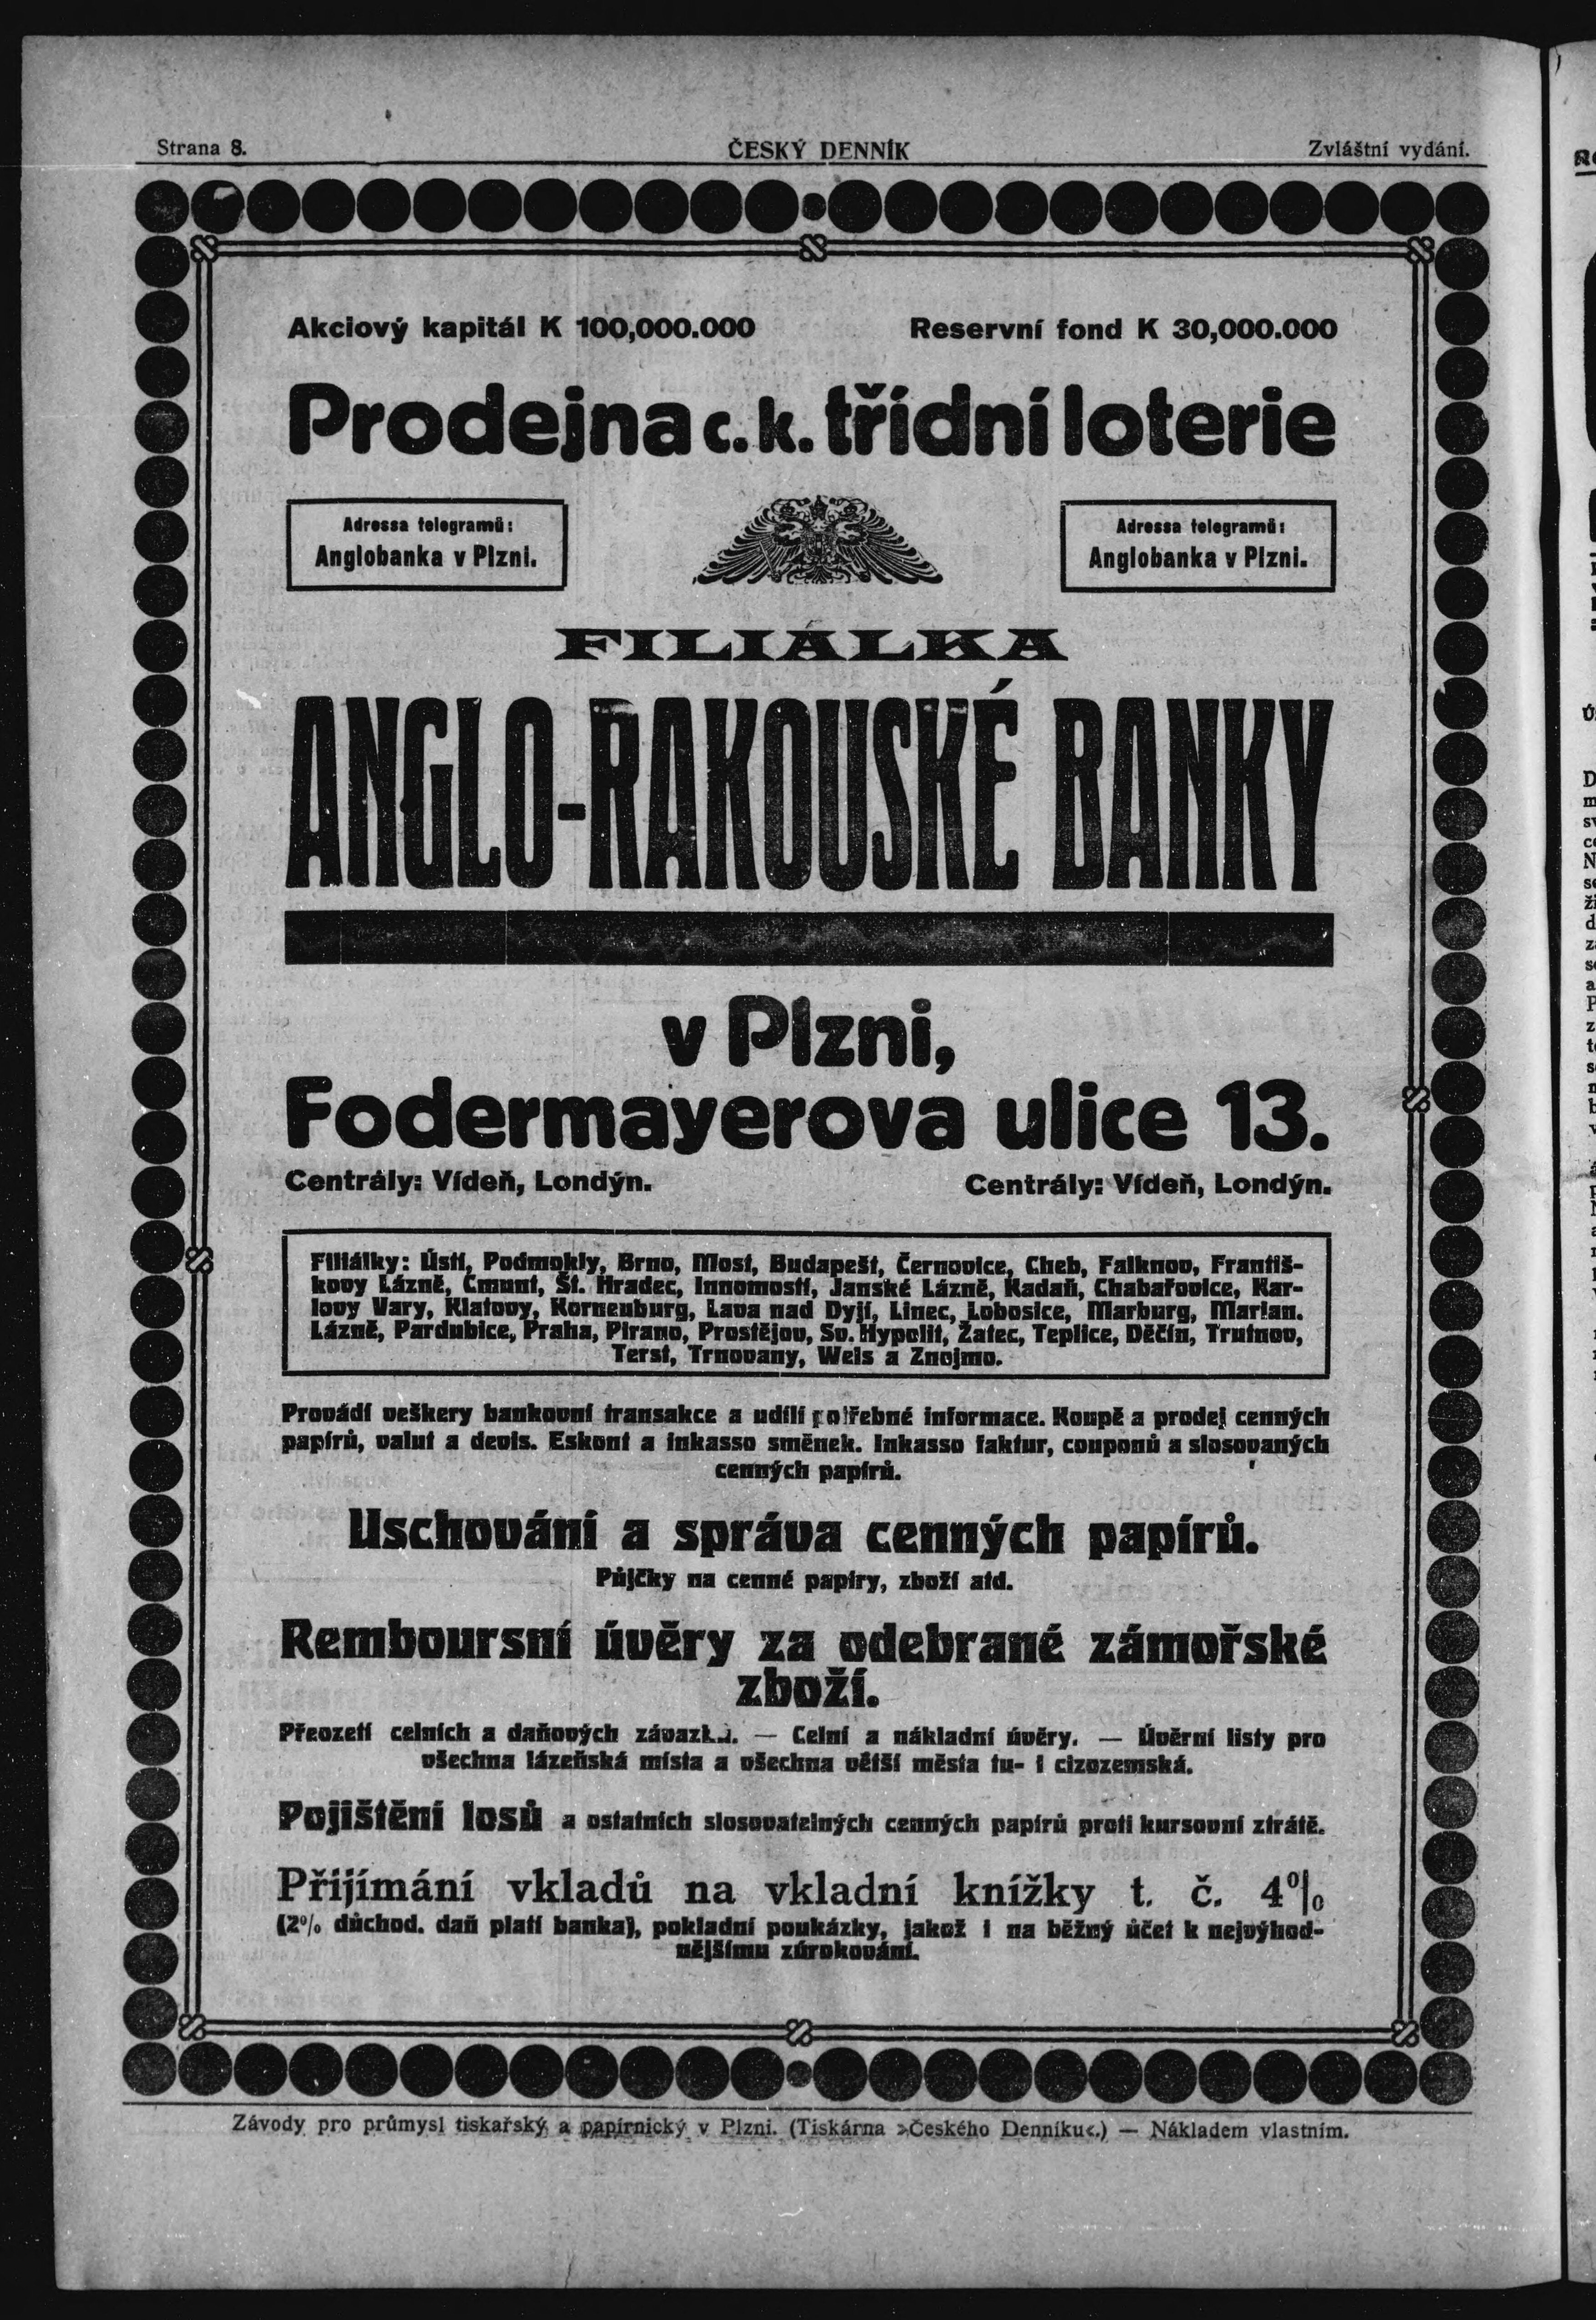 Strana 8.
ČESKÝ DENNÍK
Zvláštní vydání.
Akciový kapitál K 100,000.000
Reservní fond K 30,000.000
Prodejna c. k. třídní loterie
Adressa telegramů:
Anglobanka v Plzni.
Adressa telegramů:
Anglobanka v Plzni.
FILIÁLKA
ANGLO-RAKOUSKÉ BANKY
v Plzni,
Fodermayerova ulice 13.
Centrály: Vídeň, Londýn.
Centrály: Vídeň, Londýn.
Filiálky: Ústí, Podmokly, Brno, Most, Budapešt, Černovice, Cheb, Falknov, Františ-
kovy Lázně, Cmunt, Št. Hradec, Innomostí, Janské Lázně, Kadaň, Chabařovice, Kar-
lovy Vary, Klatovy, Korneuburg, Lava nad Dyjí, Linec, Lobosice, Marburg, Marian.
Lázně, Pardubice, Praha, Pirano, Prostějov, Sv. Hypolit, Žatec, Teplice, Děčín, Trutnov,
Terst, Trnovany, Wels a Znojmo.
Provádí veškery bankovní transakce a udílí potřebné informace. Koupě a prodej cenných
papírů, valut a devis. Eskont a inkasso směnek. Inkasso faktur, couponů a slosovaných
cenných papírů.
Uschování a správa cenných papírů.
Půjčky na cenné papíry, zboží atd.
Remboursní úvěry za odebrané zámořské
zboží.
Převzetí celních a daňových závazků. — Celní a nákladní úvěry. — Úvěrní listy pro
všechna lázeňská místa a všechna větší města tu- i cizozemská.
Pojištění losů a ostatních slosovatelných cenných papírů proti kursovní ztrátě.
Přijímání vkladů na vkladní knížky t. č. 4%
(2% důchod. daň platí banka), pokladní poukázky, jakož i na běžný účet k nejvýhod-
nějšímu zúrokování.
Závody pro průmysl tiskařský a papírnický v Plzni. (Tiskárna »Českého Denníku«.) — Nákladem vlastním.